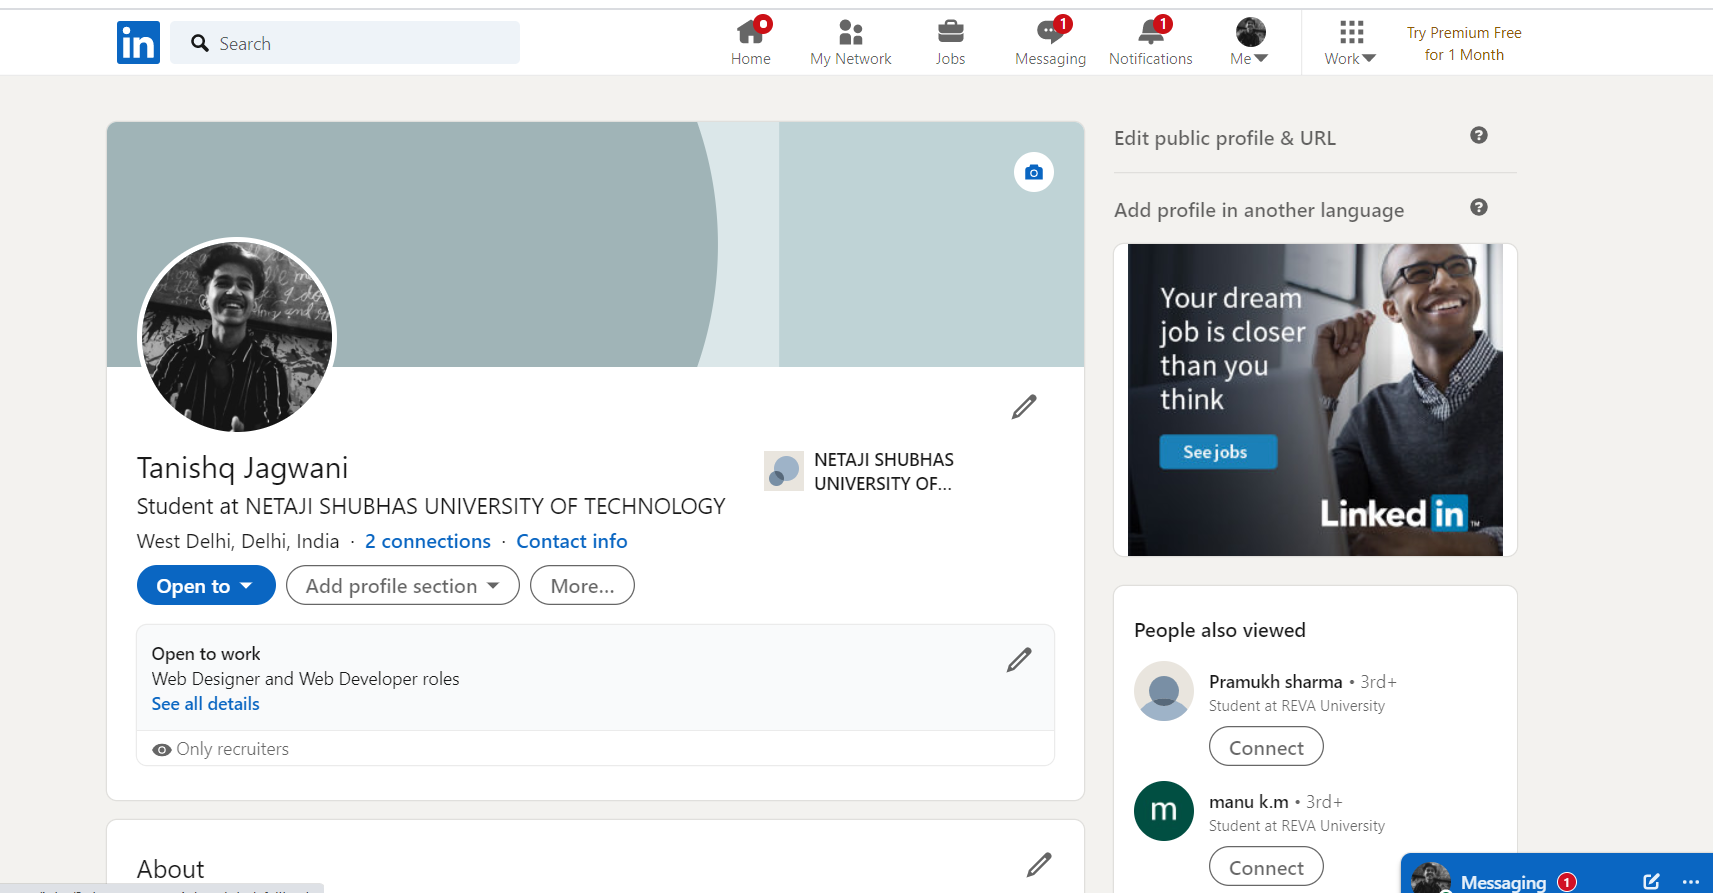 in
Search
Home
My Network
Jobs
1
Messaging
1
Notifications
Me
Work
Try Premium Free
for 1 Month
Edit public profile & URL
?
Add profile in another language
?
Your dream
job is closer
than you
think
See jobs
Linked in ™
Tanishq Jagwani
NETAJI SHUBHAS
UNIVERSITY OF...
Student at NETAJI SHUBHAS UNIVERSITY OF TECHNOLOGY
West Delhi, Delhi, India · 2 connections · Contact info
Open to
Add profile section
More...
Open to work
Web Designer and Web Developer roles
See all details
Only recruiters
People also viewed
Pramukh sharma • 3rd+
Student at REVA University
Connect
m
manu k.m • 3rd+
Student at REVA University
Connect
About
Messaging 1